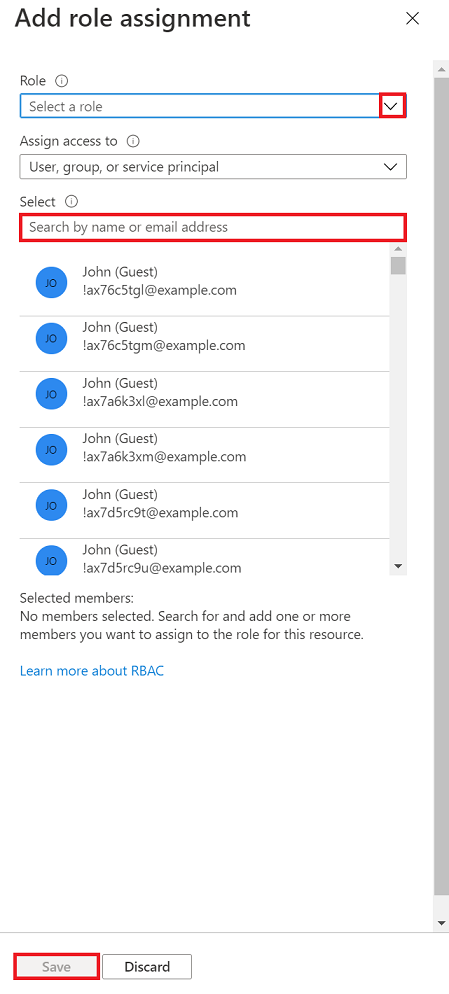 Add role assignment
Role
Select a role
Assign access to
User, group, or service principal
Select
Search by name or email address
JO
John (Guest)
!ax76c5tgl@example.com
JO
John (Guest)
!ax76c5tgm@example.com
JO
John (Guest)
!ax7a6k3xl@example.com
JO
John (Guest)
!ax7a6k3xm@example.com
JO
John (Guest)
!ax7d5rc9t@example.com
JO
John (Guest)
!ax7d5rc9u@example.com
Selected members:
No members selected. Search for and add one or more
members you want to assign to the role for this resource.
Learn more about RBAC
Save
Discard